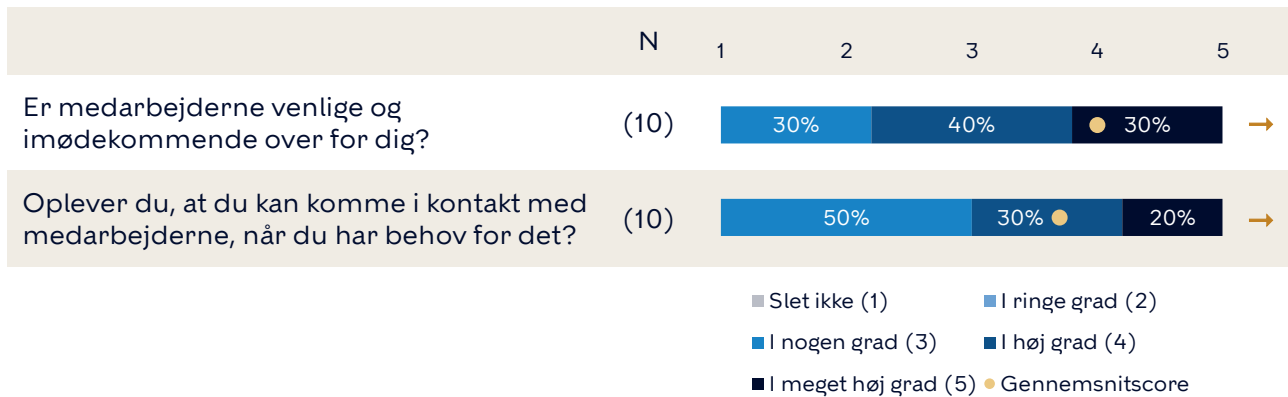 N 1 2 3 4 5
Er medarbejderne venlige og
imødekommende over for dig?
(10) 30% 40% 30% →
Oplever du, at du kan komme i kontakt med
medarbejderne, når du har behov for det?
(10) 50% 30% 20% →
Slet ikke (1) I ringe grad (2)
I nogen grad (3) I høj grad (4)
I meget høj grad (5) Gennemsnitscore